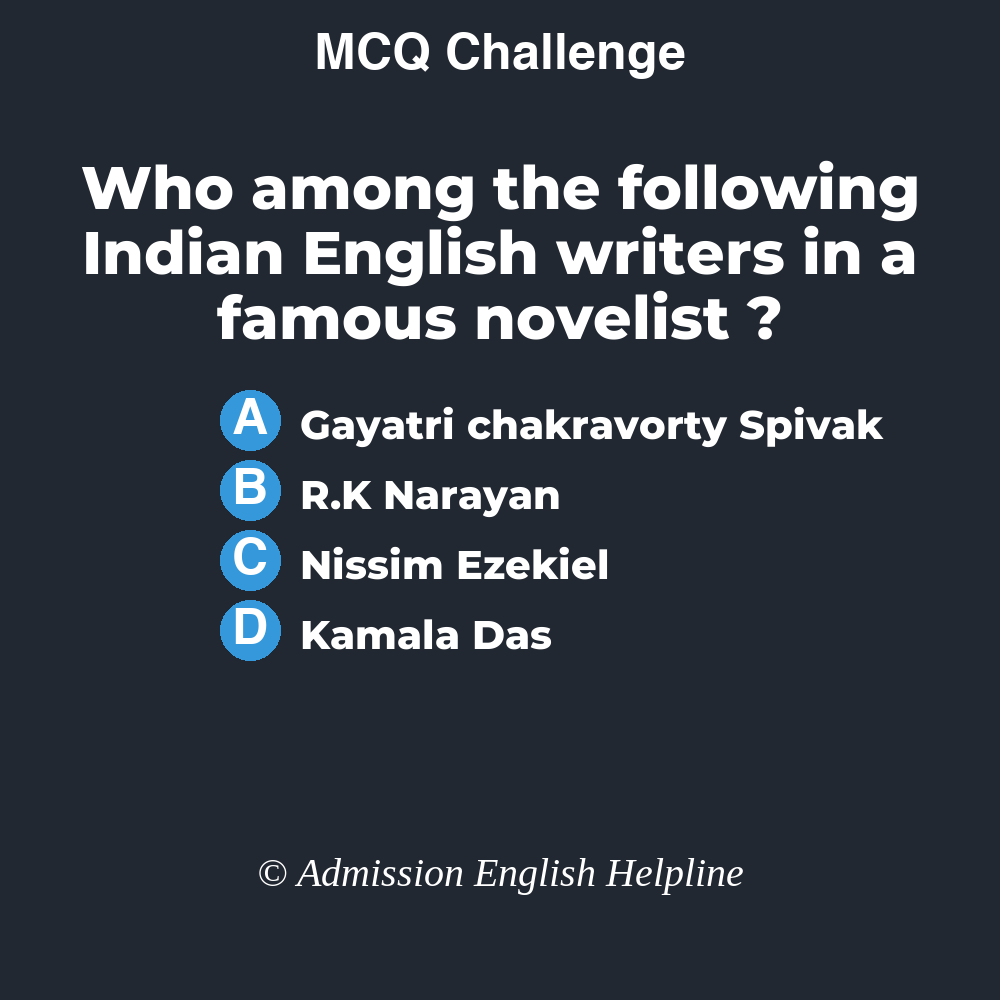 MCQ Challenge
Who among the following
Indian English writers in a
famous novelist ?
A Gayatri chakravorty Spivak
B R.K Narayan
C Nissim Ezekiel
D Kamala Das
© Admission English Helpline